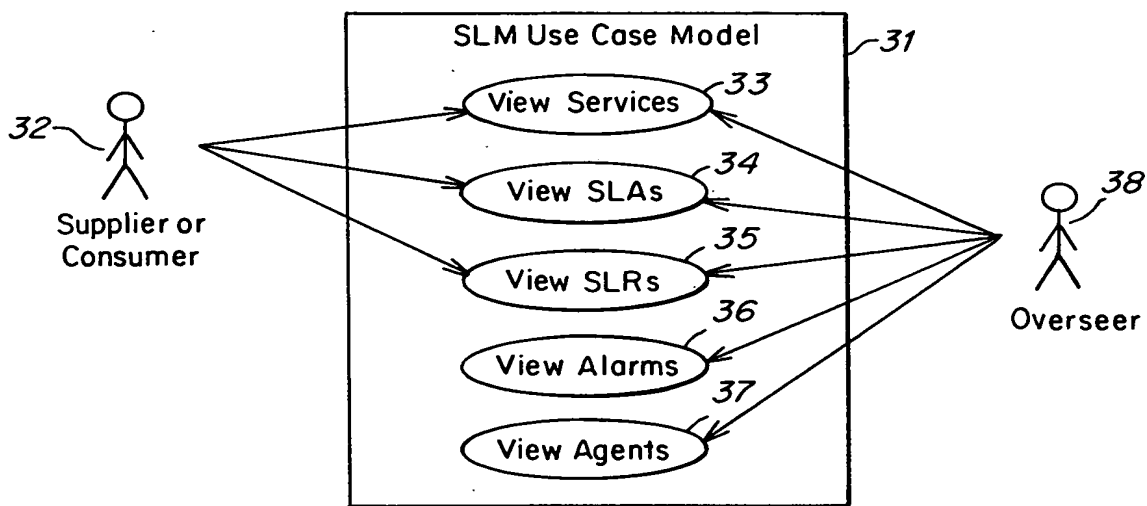 SLM Use Case Model
31
View Services
33
32
Supplier or
Consumer
View SLAs
34
View SLRs
35
View Alarms
36
View Agents
37
38
Overseer